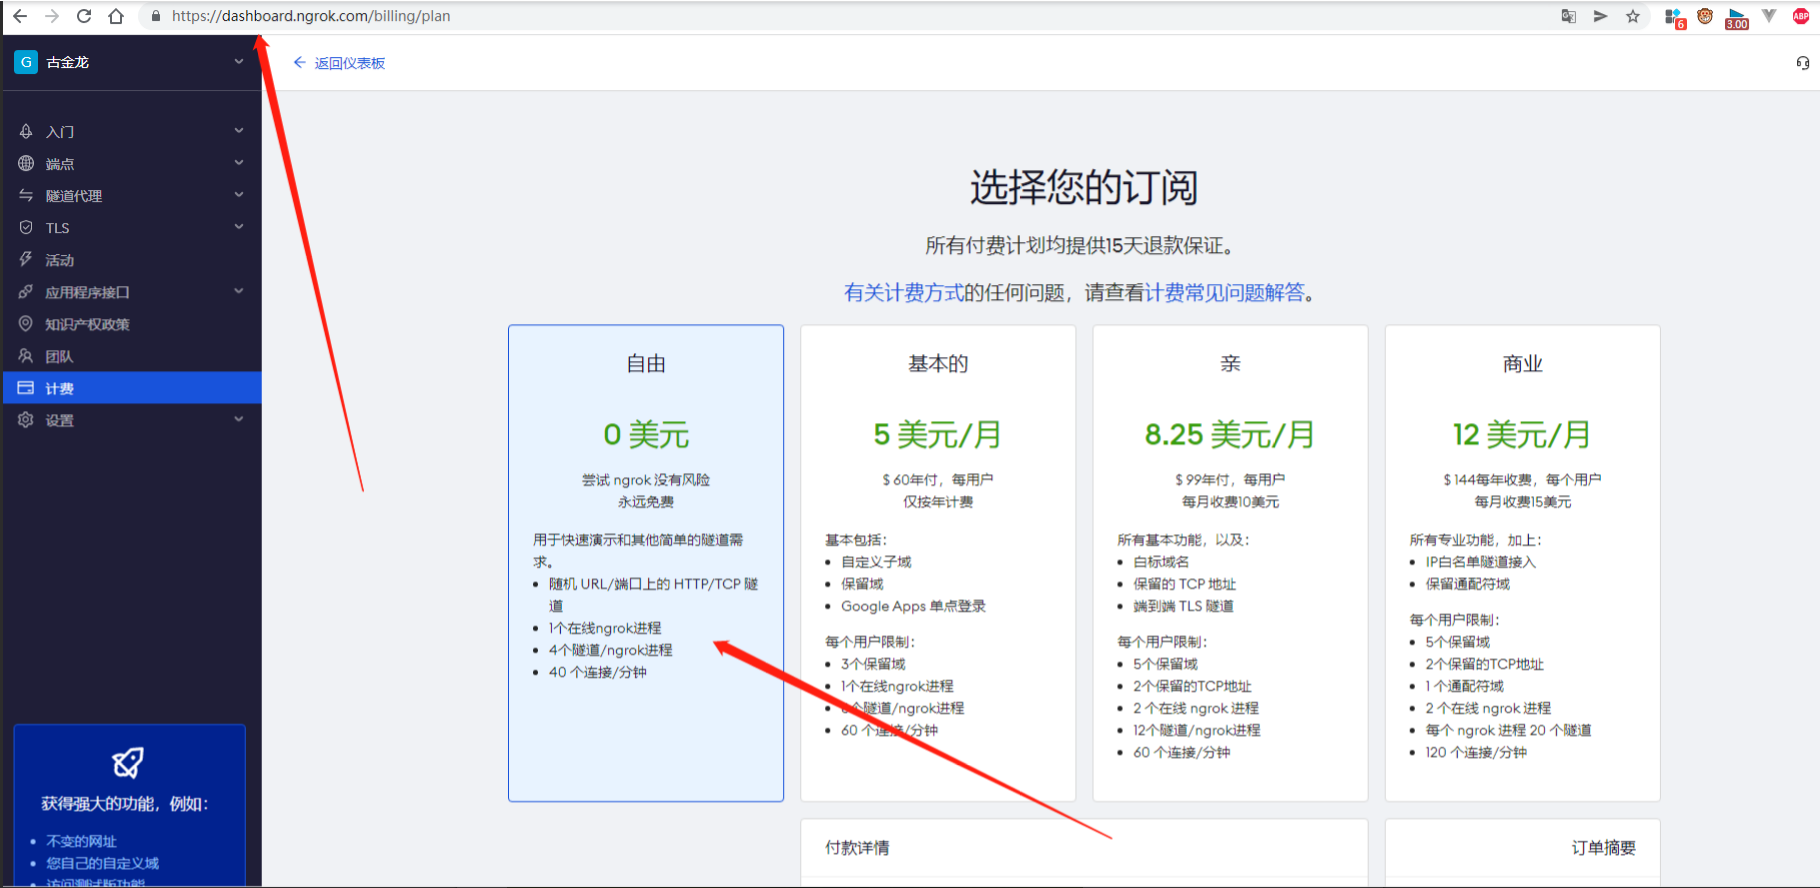 https://dashboard.ngrok.com/billing/plan
6
3.00
ABP
G 古金龙
返回仪表板
入门
端点
隧道代理
TLS
活动
应用程序接口
知识产权政策
团队
计费
设置
获得强大的功能，例如：
不变的网址
您自己的自定义域
访问测试版功能
选择您的订阅
所有付费计划均提供15天退款保证。
有关计费方式的任何问题，请查看计费常见问题解答。
自由
0 美元
尝试 ngrok 没有风险
永远免费
用于快速演示和其他简单的隧道需
求。
随机 URL/端口上的 HTTP/TCP 隧
道
1个在线ngrok进程
4个隧道/ngrok进程
40 个连接/分钟
基本的
5 美元/月
$ 60年付，每用户
仅按年计费
基本包括：
自定义子域
保留域
Google Apps 单点登录
每个用户限制：
3个保留域
1个在线ngrok进程
个隧道/ngrok进程
60 个连接/分钟
亲
8.25 美元/月
$ 99年付，每用户
每月收费10美元
所有基本功能，以及：
白标域名
保留的 TCP 地址
端到端 TLS 隧道
每个用户限制：
5个保留域
2个保留的TCP地址
2 个在线 ngrok 进程
12个隧道/ngrok进程
60 个连接/分钟
商业
12 美元/月
$ 144每年收费，每个用户
每月收费15美元
所有专业功能，加上：
IP白名单隧道接入
保留通配符域
每个用户限制：
5个保留域
2个保留的TCP地址
1 个通配符域
2 个在线 ngrok 进程
每个 ngrok 进程 20 个隧道
120 个连接/分钟
付款详情
订单摘要